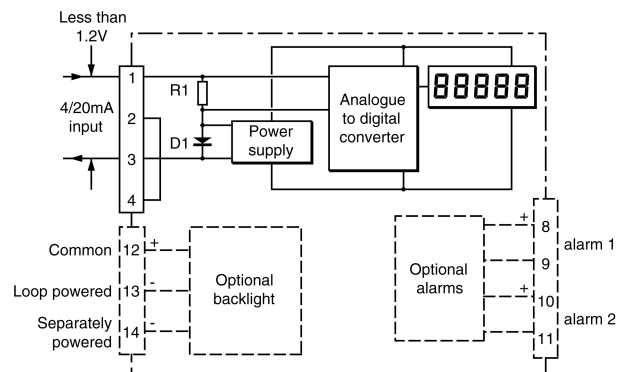 Less than
1.2V
1
R1
88888
4/20mA
input
2
Analogue
to digital
converter
D1
Power
supply
3
4
+
8
Common
12
+
alarm 1
9
Optional
backlight
Optional
alarms
Loop powered
13
-
+
10
Separately
powered
14
-
alarm 2
11